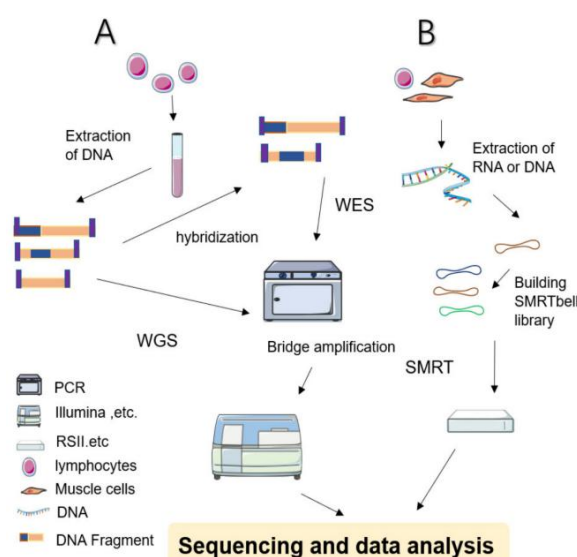 A
B
Extraction
of DNA
Extraction of
RNA or DNA
WES
hybridization
Building
SMRTbell
library
WGS
Bridge amplification
SMRT
PCR
Illumina ,etc.
RSII.etc
lymphocytes
Muscle cells
DNA
DNA Fragment
Sequencing and data analysis